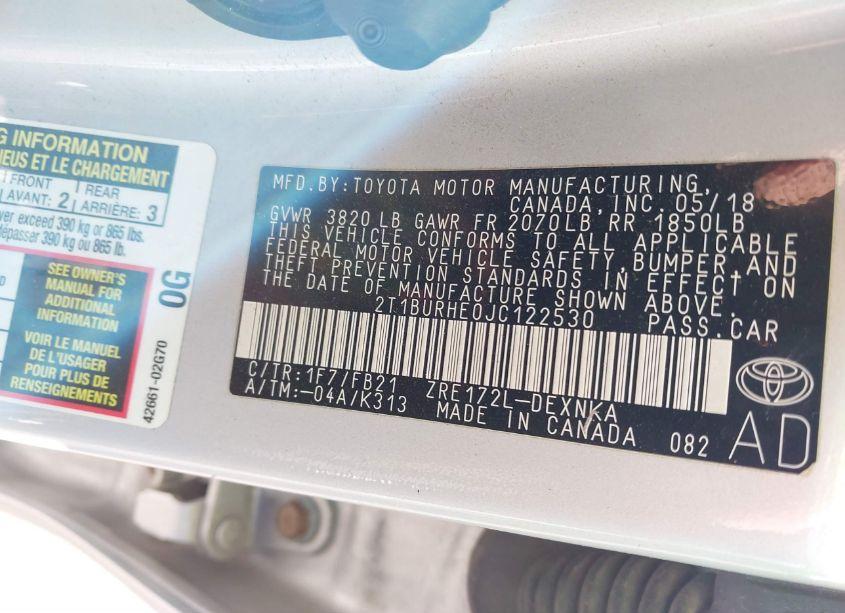 G INFORMATION
NEUS ET LE CHARGEMENT
FRONT
AVANT: 2
REAR
ARRIÈRE: 3
ver exceed 390 kg or 865 lbs.
dépasser 390 kg ou 865 lb.
SEE OWNER'S
MANUAL FOR
ADDITIONAL
INFORMATION
VOIR LE MANUEL
DE L'USAGER
POUR PLUS DE
RENSEIGNEMENTS
OG
42661-02G70
MFD.BY:TOYOTA MOTOR MANUFACTURING,
CANADA, INC. 05/18
GVWR 3820 LB GAWR FR 2070LB RR 1850LB
THIS VEHICLE CONFORMS TO ALL APPLICABLE
FEDERAL MOTOR VEHICLE SAFETY,BUMPER,AND
THEFT PREVENTION STANDARDS IN EFFECT ON
THE DATE OF MANUFACTURE SHOWN ABOVE.
2T1BURHE0JC122530 PASS.CAR
C/TR:1F7/FB21 ZRE172L-DEXNKA
A/TM:-04A/K313 MADE IN CANADA 082
AD